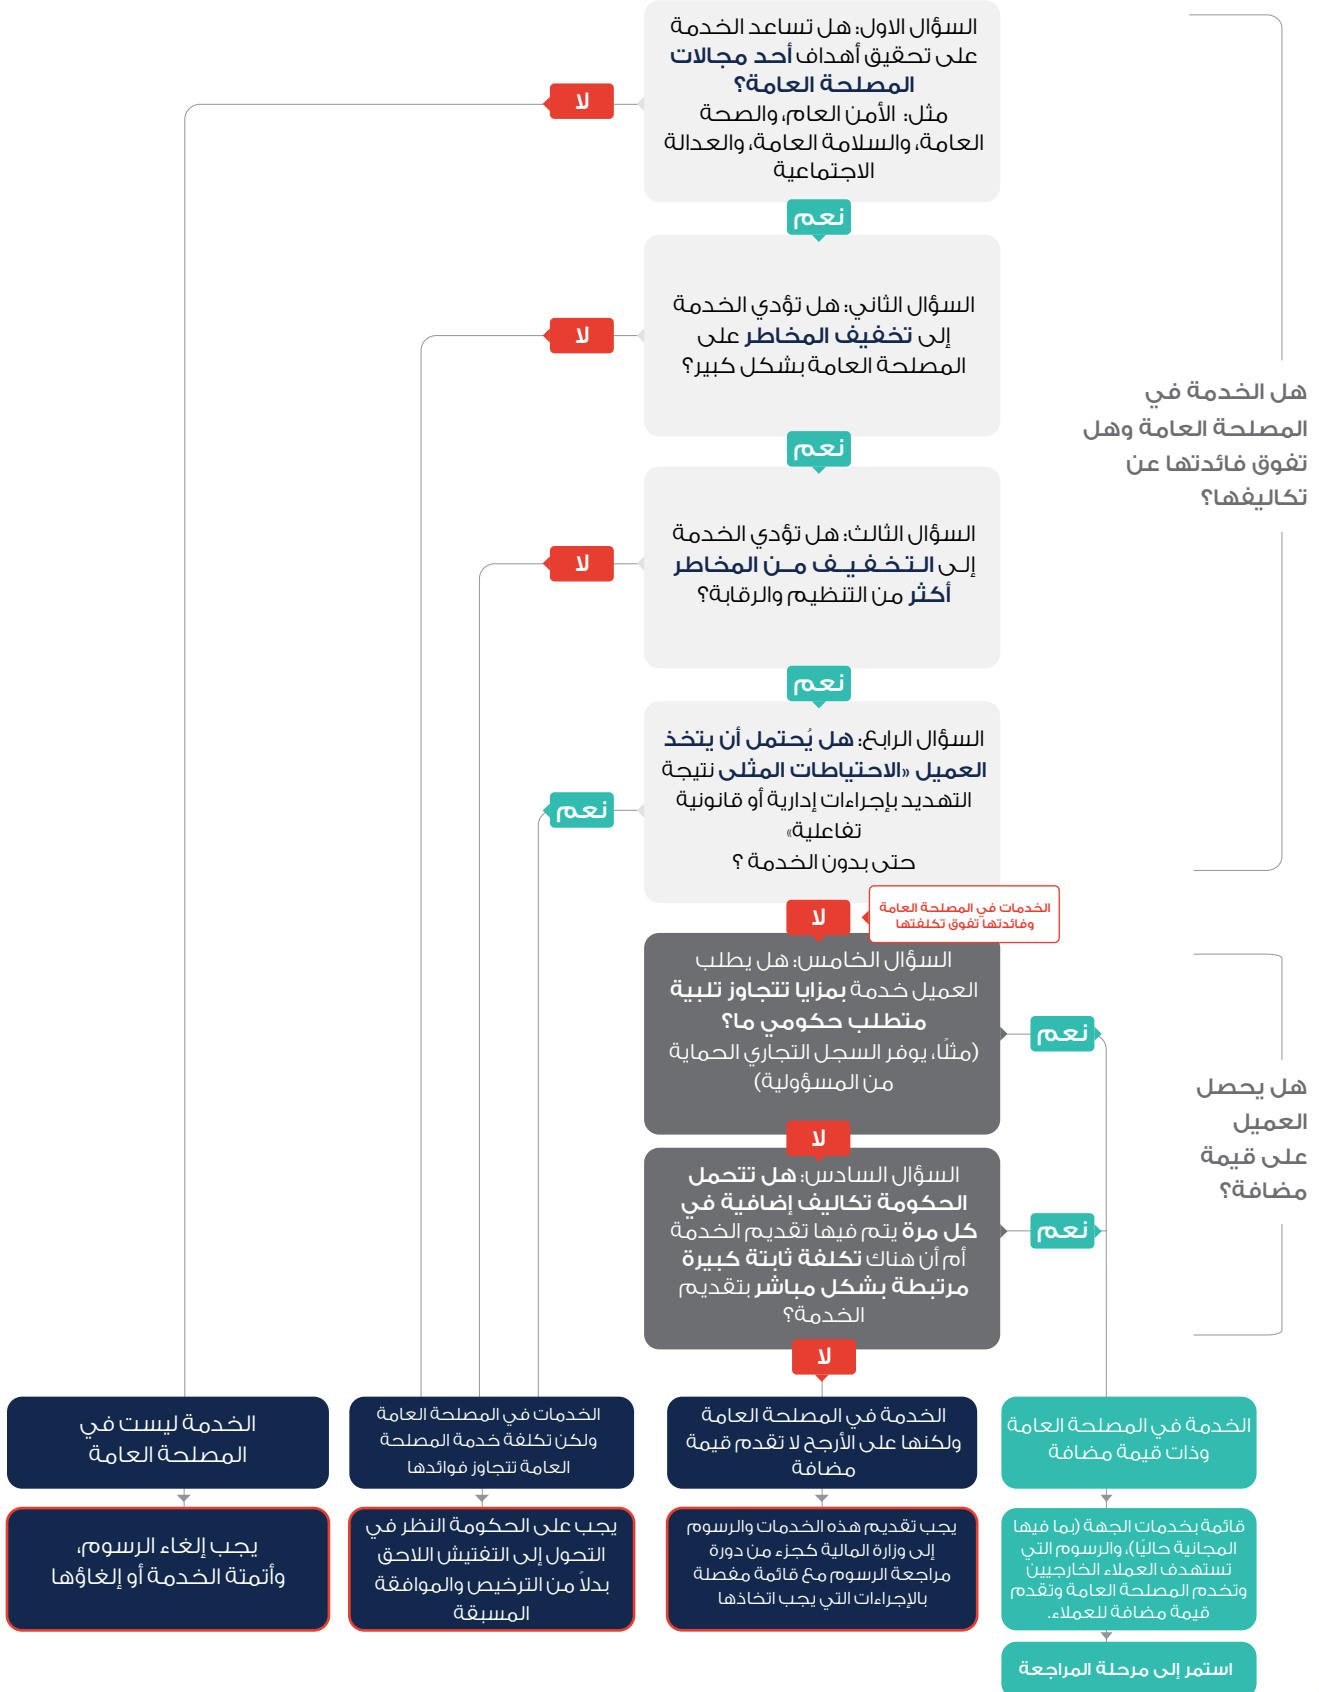 السؤال الاول: هل تساعد الخدمة
على تحقيق أهداف أحد مجالات
المصلحة العامة؟
مثل: الأمن العام، والصحة
العامة، والسلامة العامة، والعدالة
الاجتماعية
لا
نعم
السؤال الثاني: هل تؤدي الخدمة
إلى تخفيف المخاطر على
المصلحة العامة بشكل كبير؟
لا
نعم
هل الخدمة في
المصلحة العامة وهل
تفوق فائدتها عن
تكاليفها؟
السؤال الثالث: هل تؤدي الخدمة
إلى التخفيف من المخاطر
أكثر من التنظيم والرقابة؟
لا
نعم
السؤال الرابع: هل يُحتمل أن يتخذ
العميل «الاحتياطات المثلى نتيجة
التهديد بإجراءات إدارية أو قانونية
تفاعلية»
حتى بدون الخدمة ؟
نعم
لا
الخدمات في المصلحة العامة
وفائدتها تفوق تكلفتها
السؤال الخامس: هل يطلب
العميل خدمة بمزايا تتجاوز تلبية
متطلب حكومي ما؟
(مثلًا، يوفر السجل التجاري الحماية
من المسؤولية)
نعم
لا
هل يحصل
العميل
على قيمة
مضافة؟
السؤال السادس: هل تتحمل
الحكومة تكاليف إضافية في
كل مرة يتم فيها تقديم الخدمة
أم أن هناك تكلفة ثابتة كبيرة
مرتبطة بشكل مباشر بتقديم
الخدمة؟
نعم
لا
الخدمة في المصلحة العامة
وذات قيمة مضافة
الخدمة في المصلحة العامة
ولكنها على الأرجح لا تقدم قيمة
مضافة
الخدمات في المصلحة العامة
ولكن تكلفة خدمة المصلحة
العامة تتجاوز فوائدها
الخدمة ليست في
المصلحة العامة
قائمة بخدمات الجهة (بما فيها
المجانية حاليًا)، والرسوم التي
تستهدف العملاء الخارجيين
وتخدم المصلحة العامة وتقدم
قيمة مضافة للعملاء.
يجب تقديم هذه الخدمات والرسوم
إلى وزارة المالية كجزء من دورة
مراجعة الرسوم مع قائمة مفصلة
بالإجراءات التي يجب اتخاذها
يجب على الحكومة النظر في
التحول إلى التفتيش اللاحق
بدلاً من الترخيص والموافقة
المسبقة
يجب إلغاء الرسوم،
وأتمتة الخدمة أو إلغاؤها
استمر إلى مرحلة المراجعة